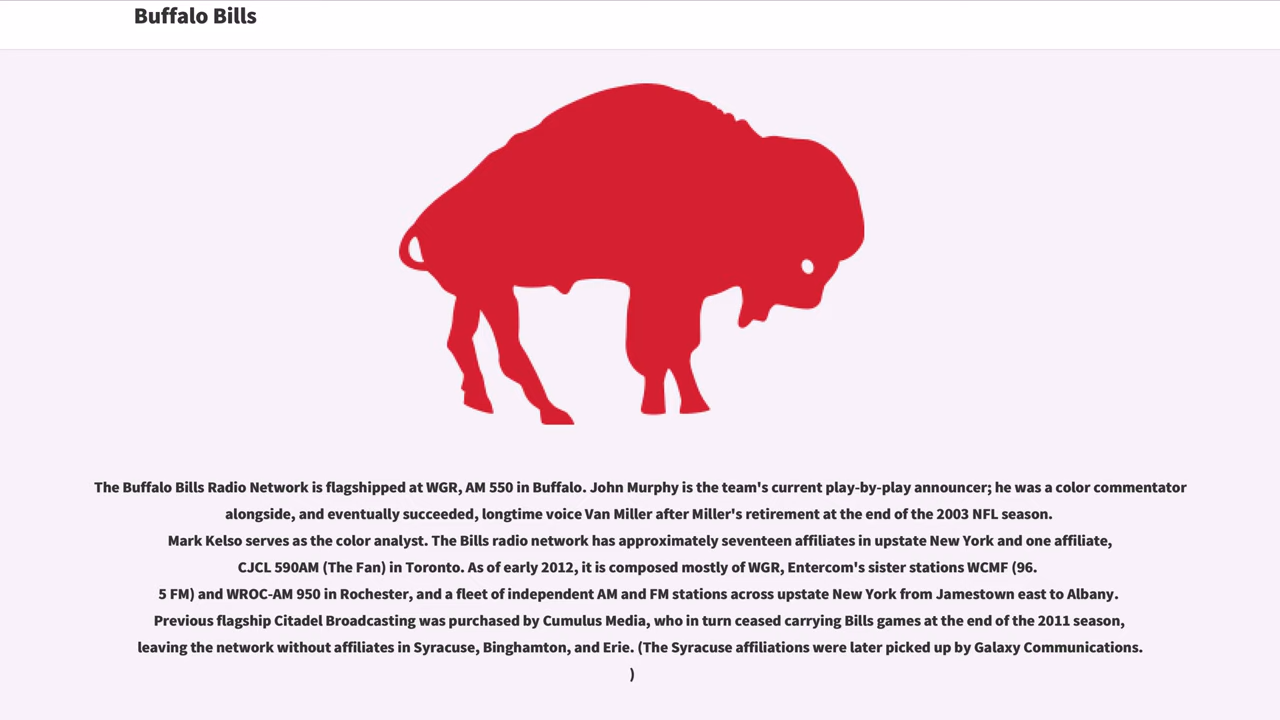 Buffalo Bills
The Buffalo Bills Radio Network is flagshipped at WGR, AM 550 in Buffalo. John Murphy is the team's current play-by-play announcer; he was a color commentator
alongside, and eventually succeeded, longtime voice Van Miller after Miller's retirement at the end of the 2003 NFL season.
Mark Kelso serves as the color analyst. The Bills radio network has approximately seventeen affiliates in upstate New York and one affiliate,
CJCL 590AM (The Fan) in Toronto. As of early 2012, it is composed mostly of WGR, Entercom's sister stations WCMF (96.
5 FM) and WROC-AM 950 in Rochester, and a fleet of independent AM and FM stations across upstate New York from Jamestown east to Albany.
Previous flagship Citadel Broadcasting was purchased by Cumulus Media, who in turn ceased carrying Bills games at the end of the 2011 season,
leaving the network without affiliates in Syracuse, Binghamton, and Erie. (The Syracuse affiliations were later picked up by Galaxy Communications.
)